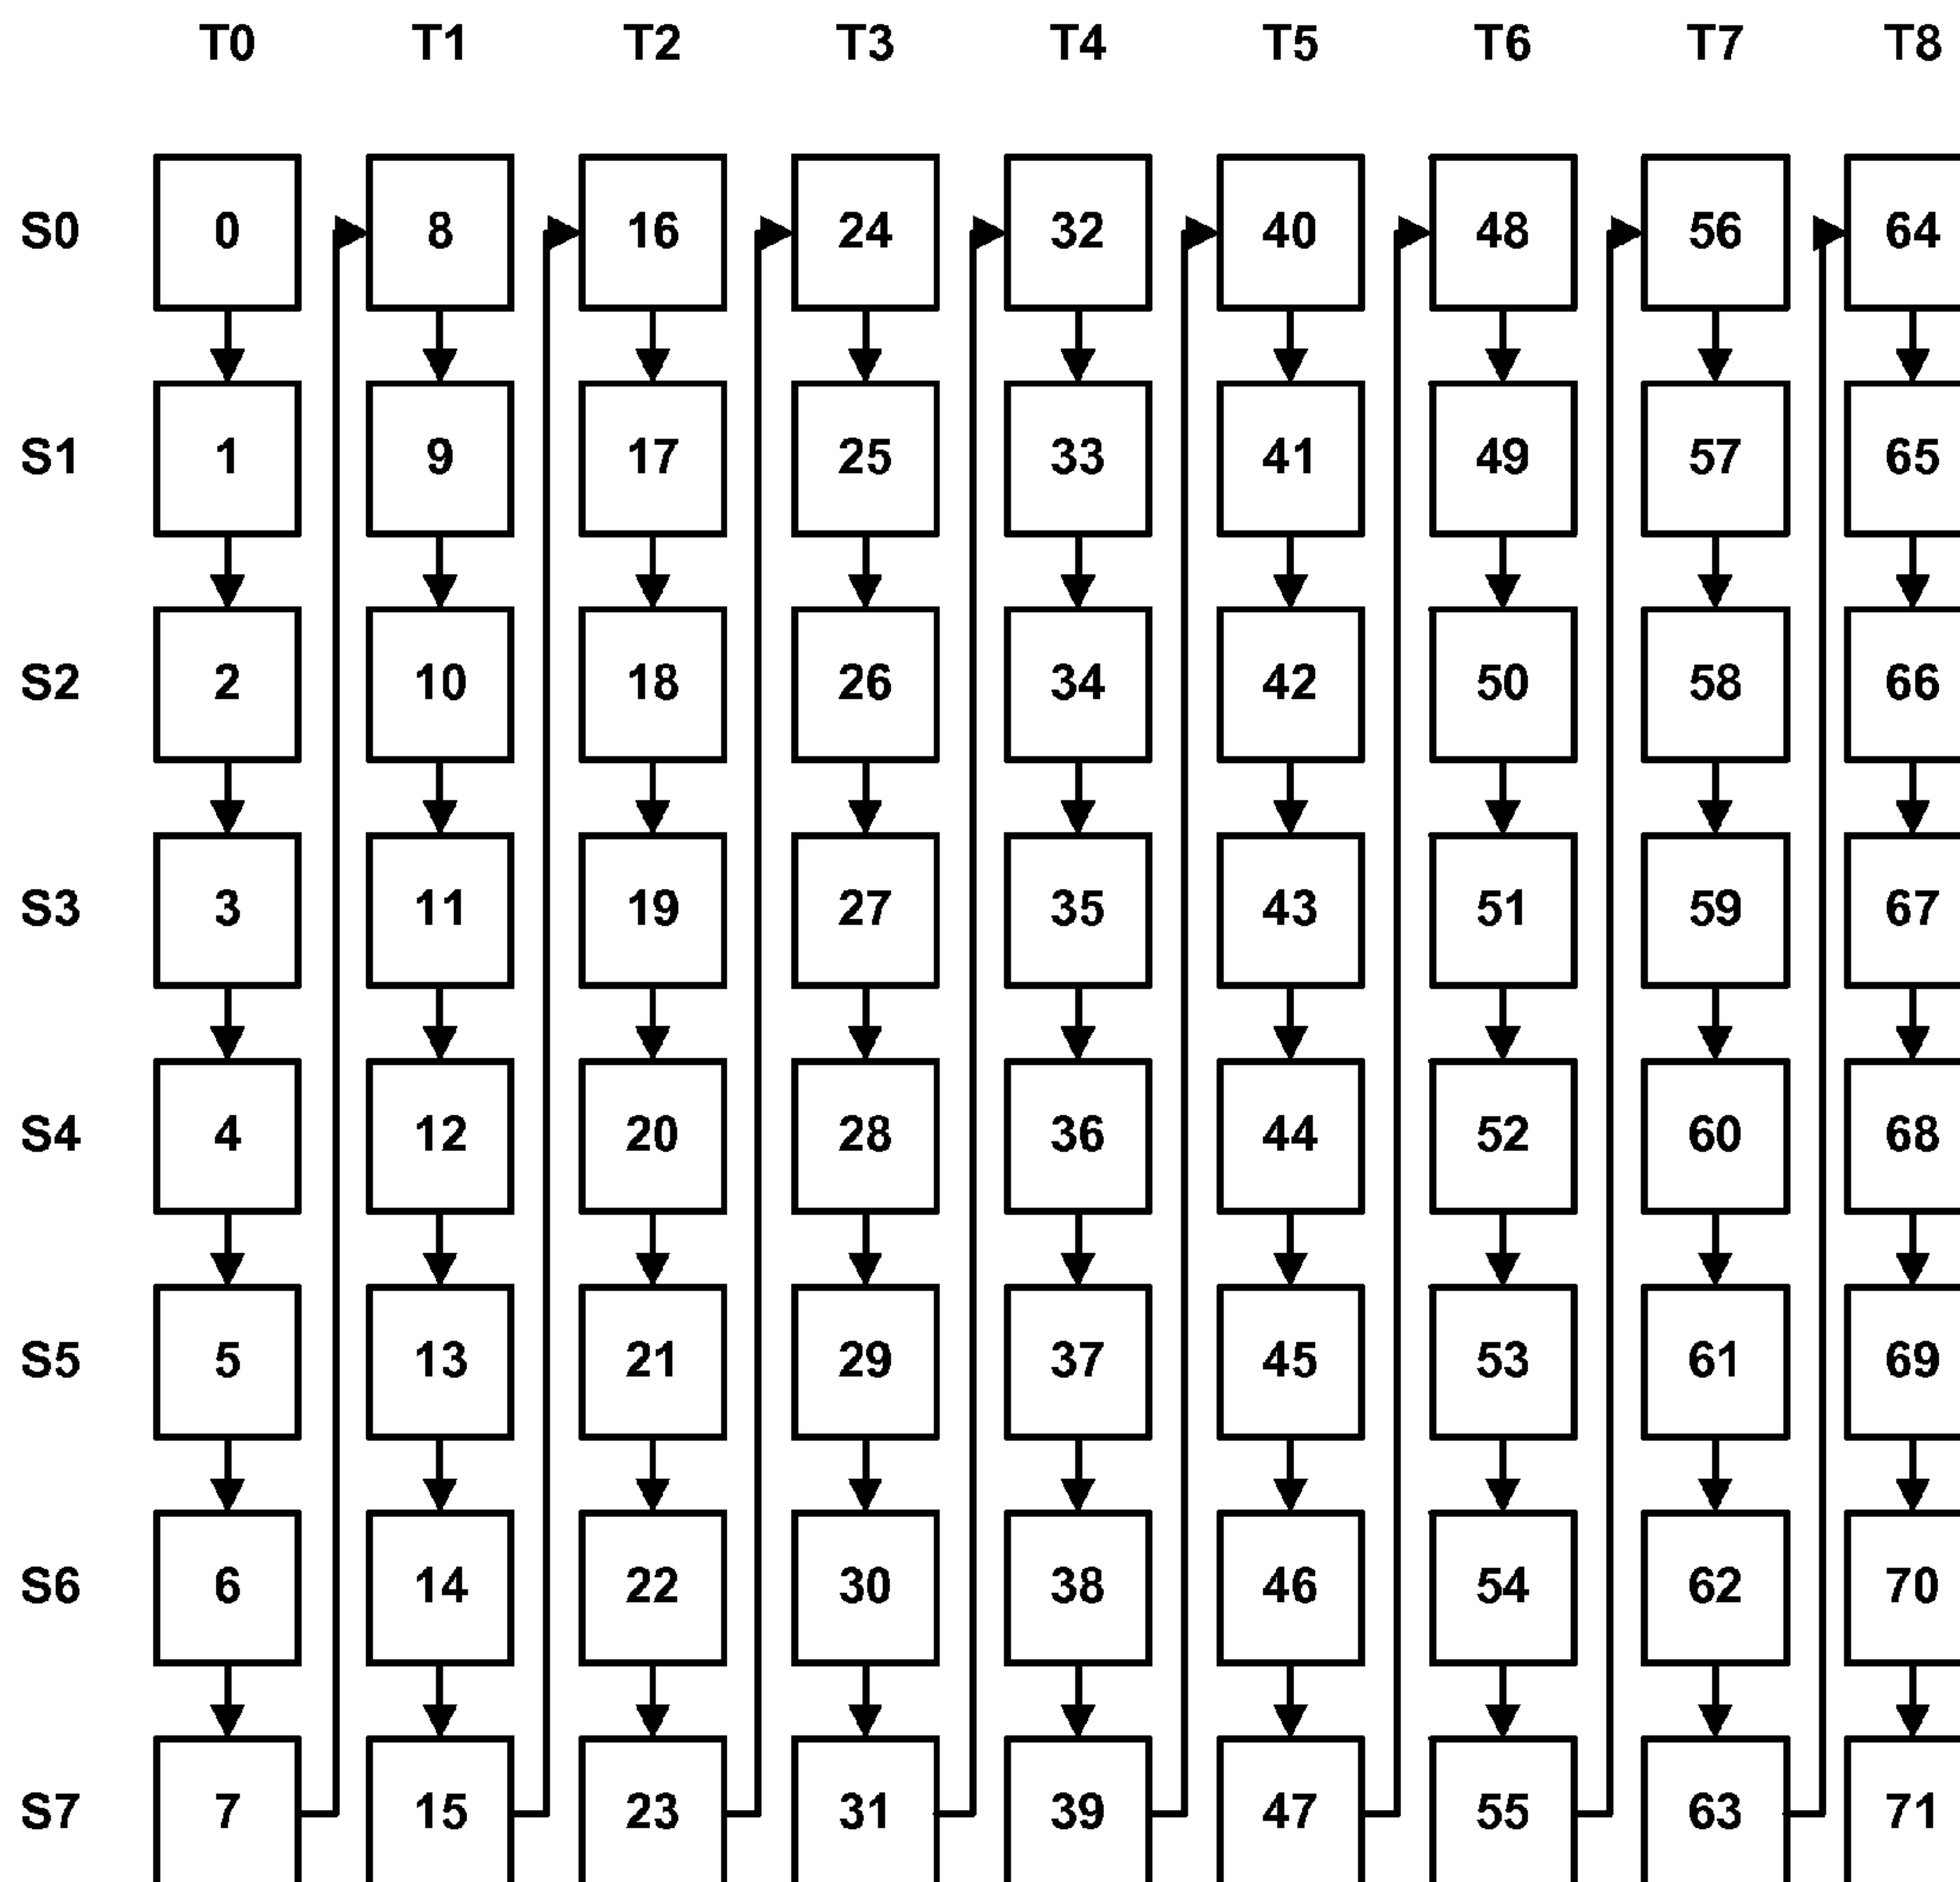 T0 T1 T2 T3 T4 T5 T6 T7 T8
S0 0 8 16 24 32 40 48 56 64
S1 1 9 17 25 33 41 49 57 65
S2 2 10 18 26 34 42 50 58 66
S3 3 11 19 27 35 43 51 59 67
S4 4 12 20 28 36 44 52 60 68
S5 5 13 21 29 37 45 53 61 69
S6 6 14 22 30 38 46 54 62 70
S7 7 15 23 31 39 47 55 63 71